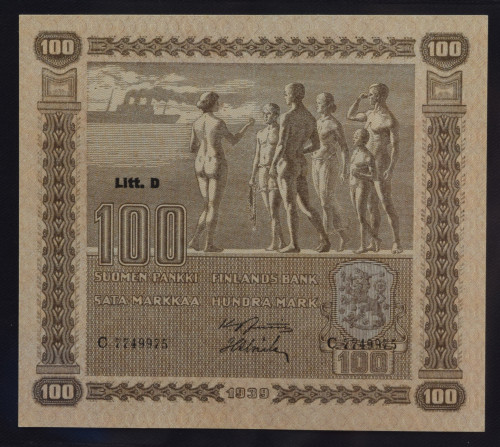 100 100
Litt. D
100
SUOMEN PANKKI - FINLANDS BANK
SATA MARKKAA HUNDRA MARK
C 7749975 C 7749975
100
100 1939 100